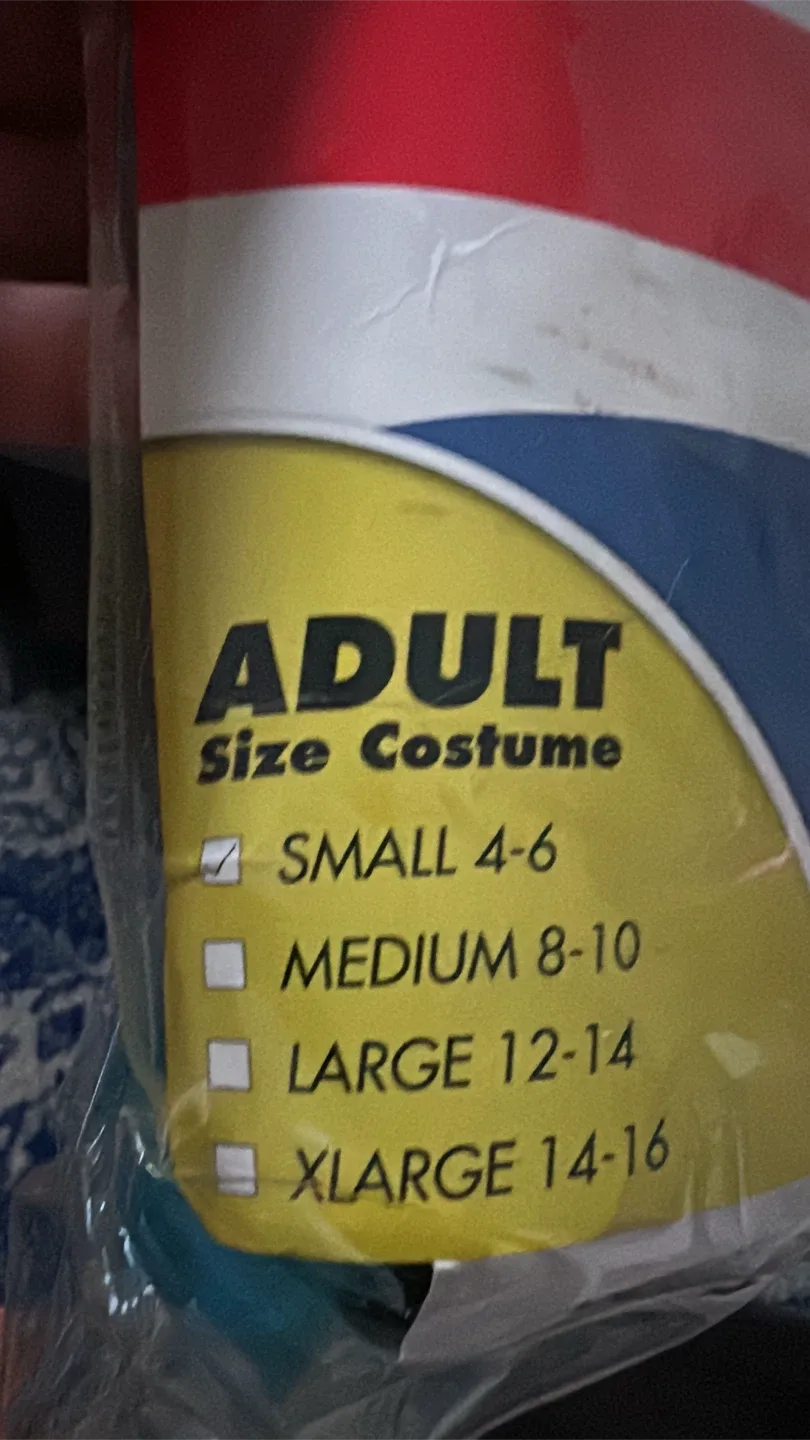 ADULT
Size Costume
SMALL 4-6
MEDIUM 8-10
LARGE 12-14
XLARGE 14-16